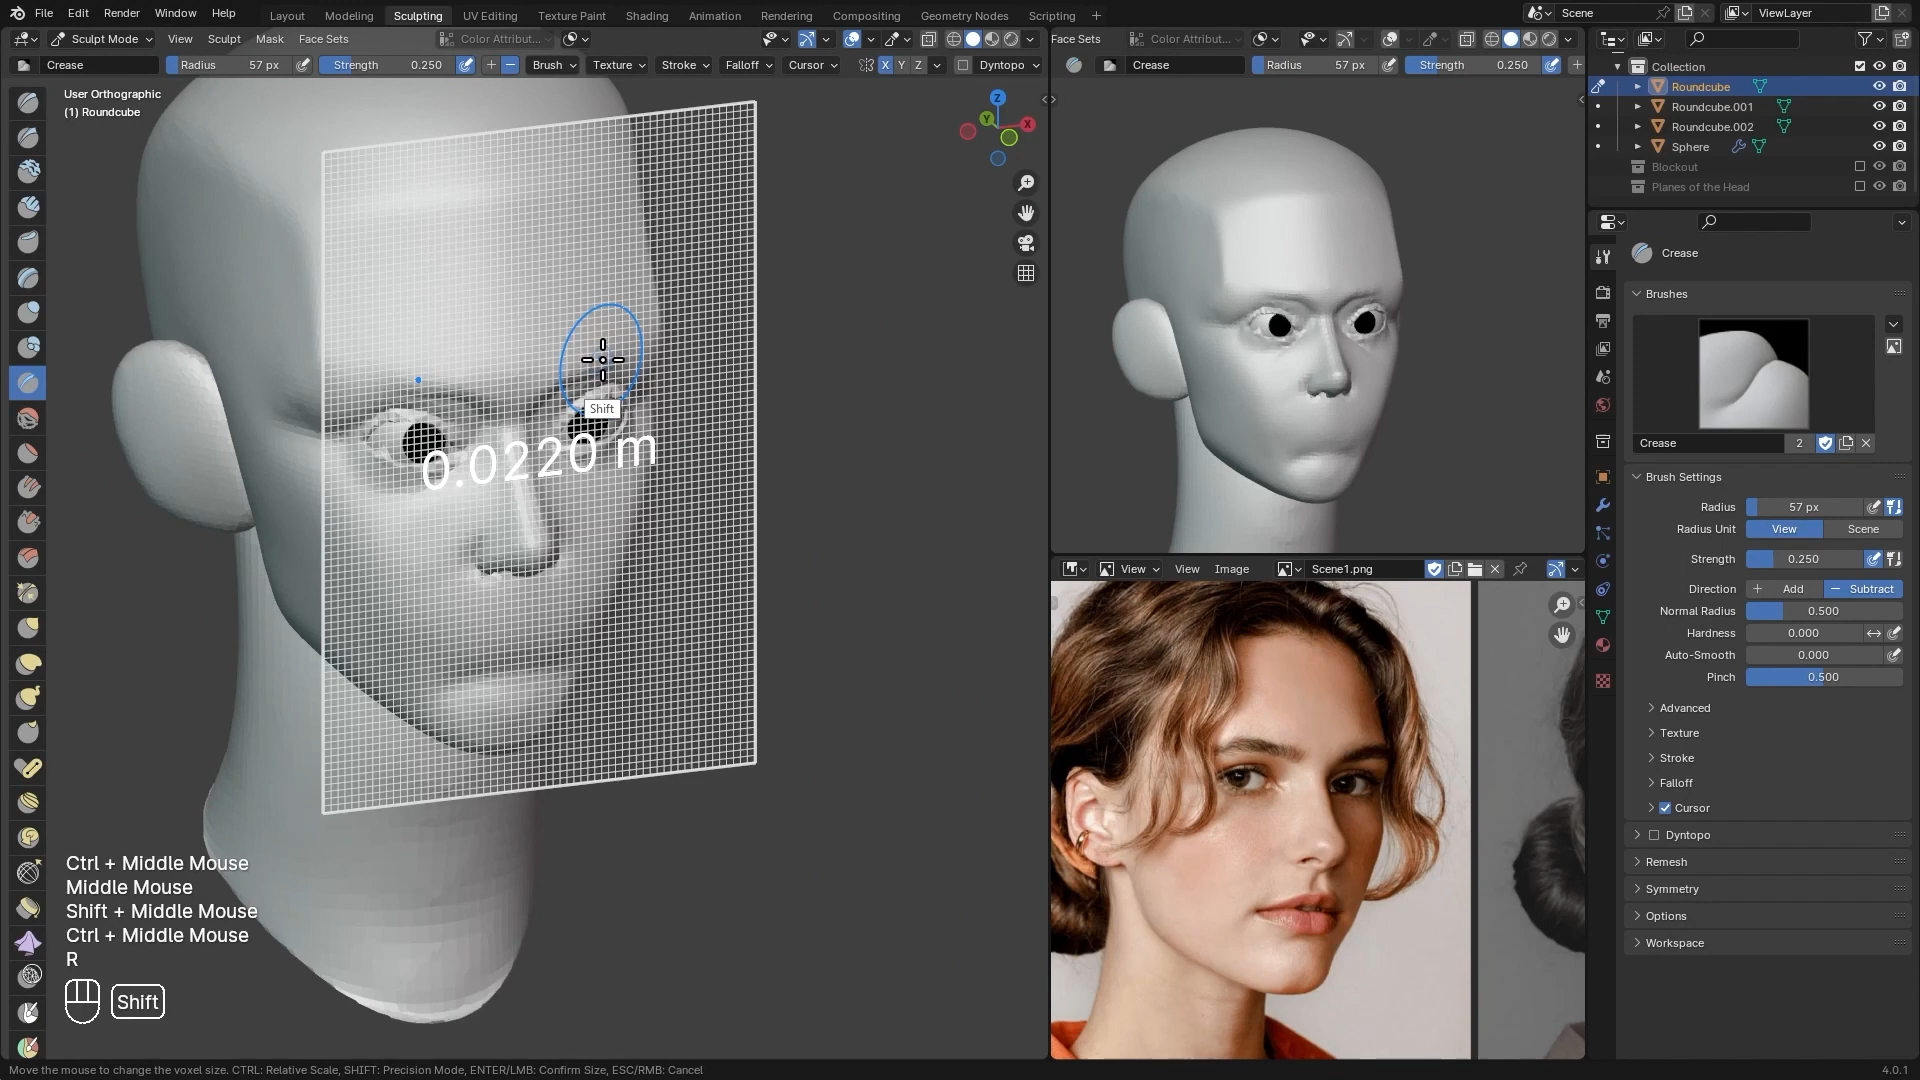 File Edit Render Window Help
Layout Modeling Sculpting UV Editing Texture Paint Shading Animation Rendering Compositing Geometry Nodes Scripting +
Scene
ViewLayer
Sculpt Mode View Sculpt Mask Face Sets Color Attribut...
Face Sets Color Attribut...
Crease Radius 57 px Strength 0.250 Brush Texture Stroke Falloff Cursor X Y Z Dyntopo
Crease Radius 57 px Strength 0.250
User Orthographic
(1) Roundcube
Z
Y
X
Shift
0.0220 m
Ctrl + Middle Mouse
Middle Mouse
Shift + Middle Mouse
Ctrl + Middle Mouse
R
Shift
View View Image Scene1.png
Collection
Roundcube
Roundcube.001
Roundcube.002
Sphere
Blockout
Planes of the Head
Crease
Brushes
Crease 2
Brush Settings
Radius 57 px
Radius Unit View Scene
Strength 0.250
Direction + Add − Subtract
Normal Radius 0.500
Hardness 0.000
Auto-Smooth 0.000
Pinch 0.500
Advanced
Texture
Stroke
Falloff
Cursor
Dyntopo
Remesh
Symmetry
Options
Workspace
Move the mouse to change the voxel size. CTRL: Relative Scale, SHIFT: Precision Mode, ENTER/LMB: Confirm Size, ESC/RMB: Cancel
4.0.1